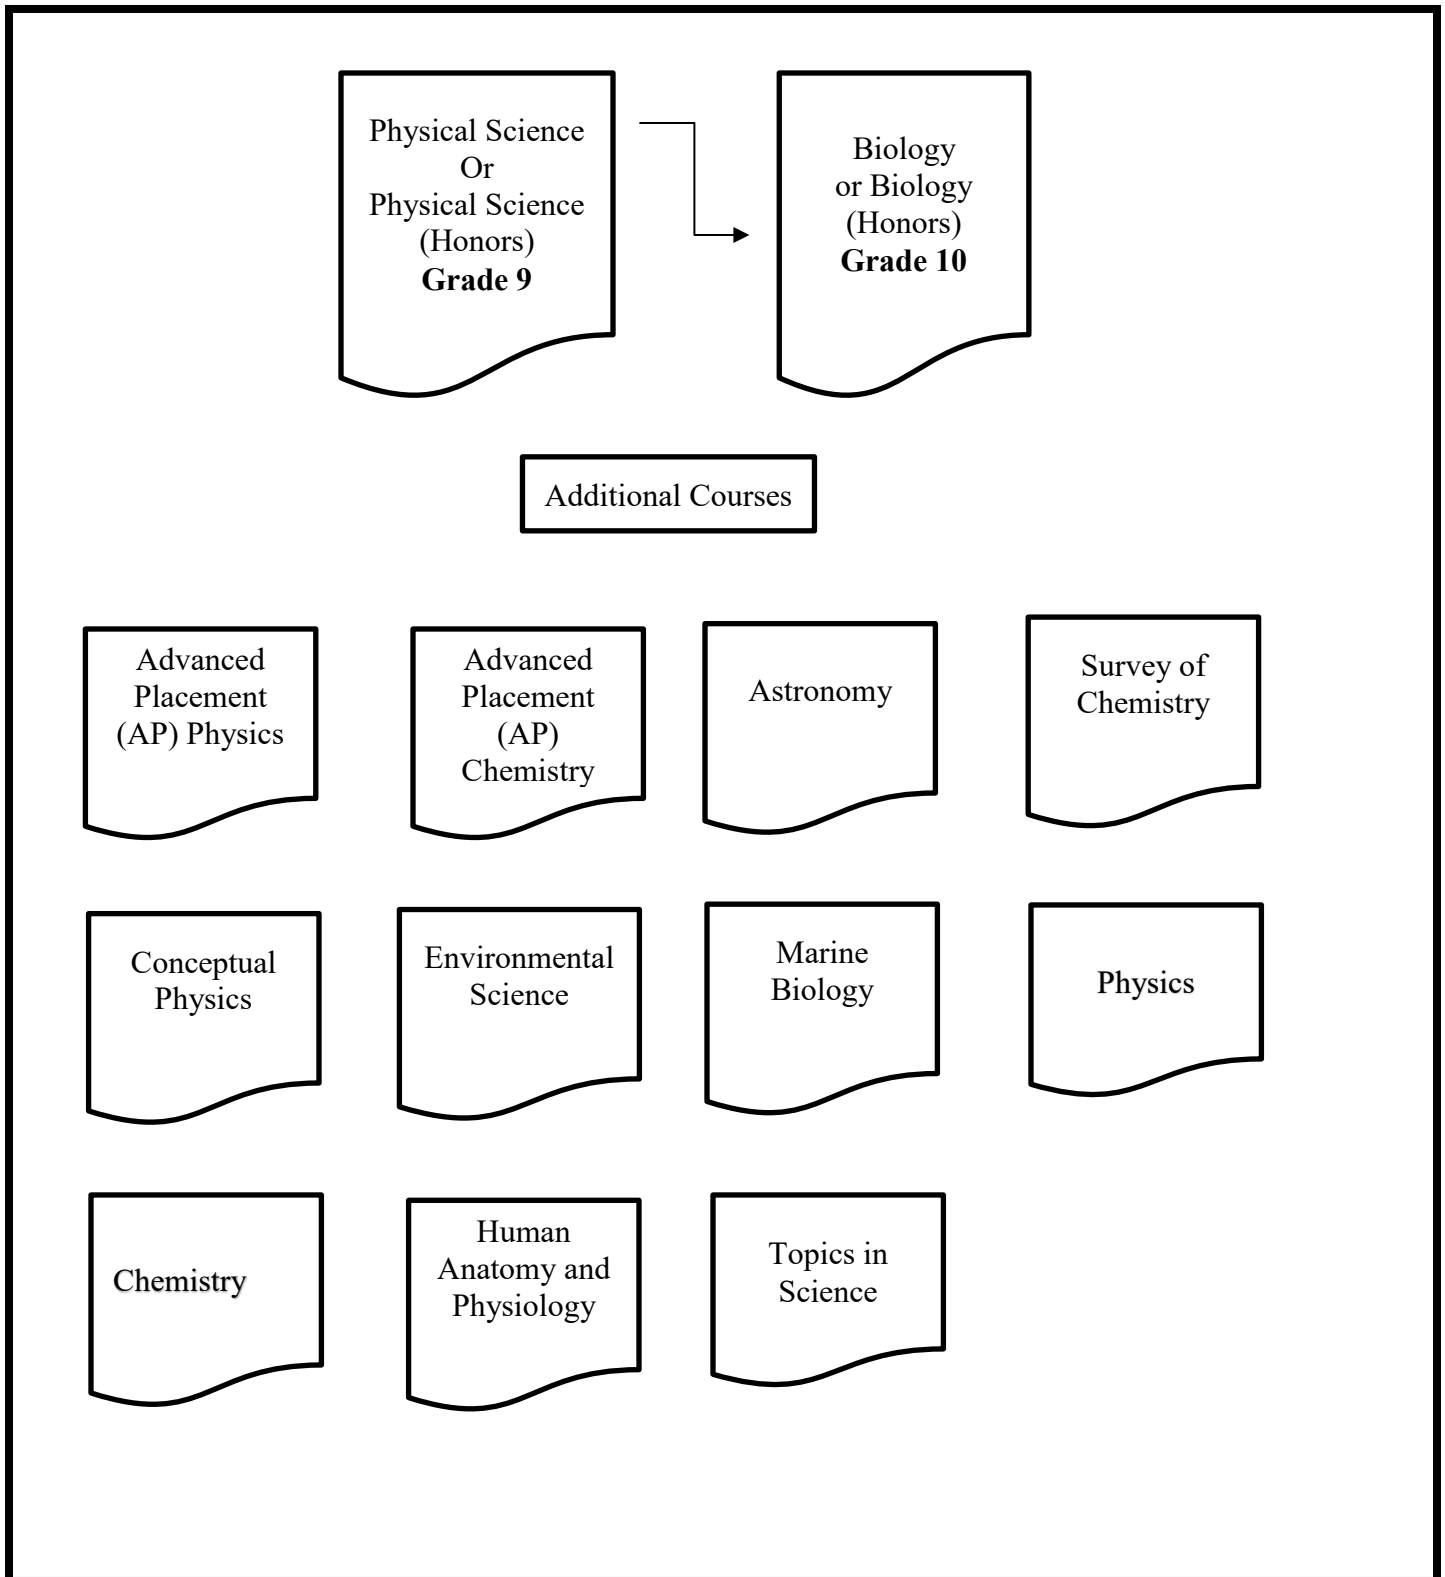 Physical Science
Or
Physical Science
(Honors)
Grade 9
Biology
or Biology
(Honors)
Grade 10
Additional Courses
Advanced
Placement
(AP) Physics
Advanced
Placement
(AP)
Chemistry
Astronomy
Survey of
Chemistry
Conceptual
Physics
Environmental
Science
Marine
Biology
Physics
Chemistry
Human
Anatomy and
Physiology
Topics in
Science